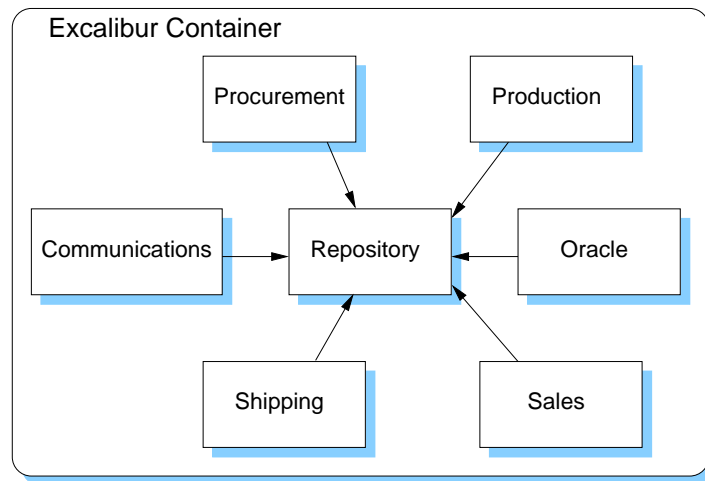 Excalibur Container
Procurement
Production
Communications
Repository
Oracle
Shipping
Sales